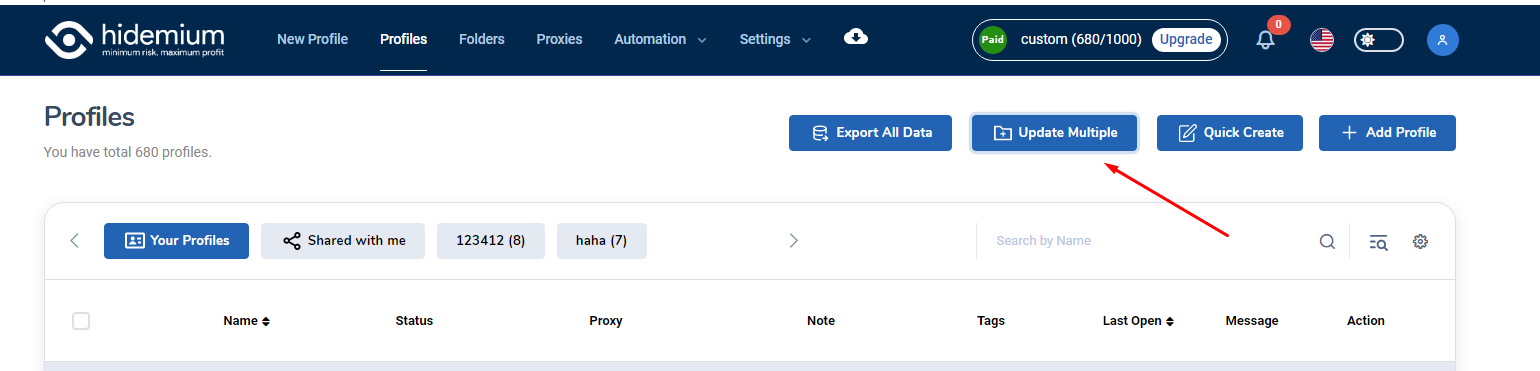 hidemium
minimum risk, maximum profit
New Profile Profiles Folders Proxies Automation Settings
Paid custom (680/1000) Upgrade
0
Profiles
You have total 680 profiles.
Export All Data Update Multiple Quick Create Add Profile
Your Profiles Shared with me 123412 (8) haha (7)
Search by Name
Name Status Proxy Note Tags Last Open Message Action